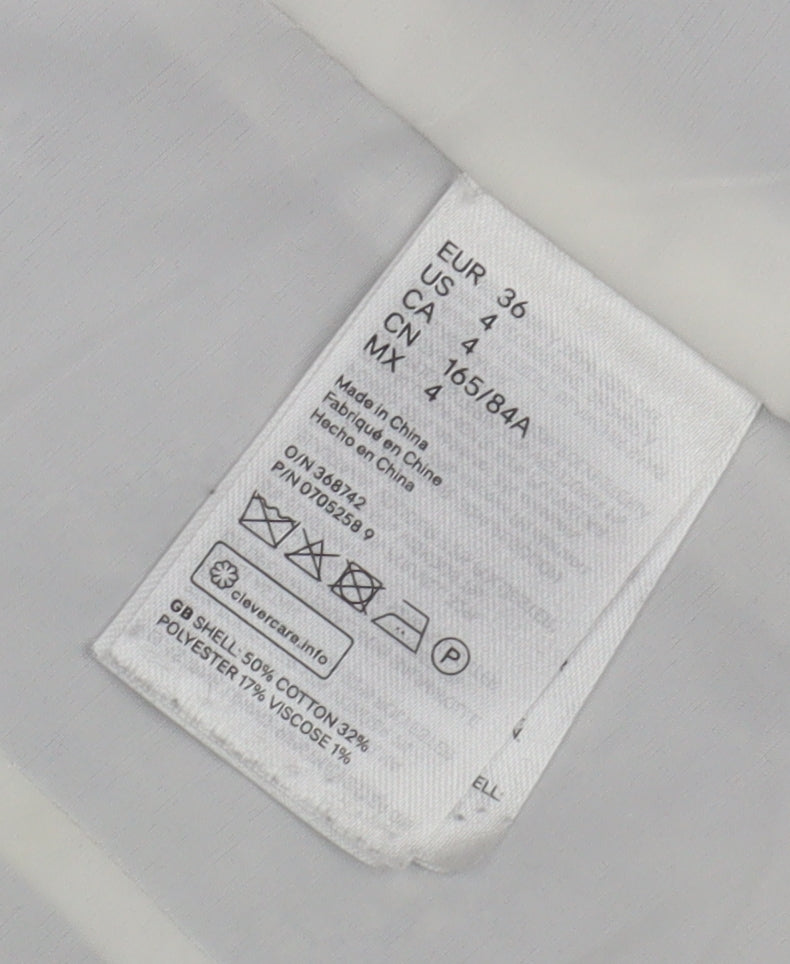 EUR 36
US 4
CA 4
CN 165/84A
MX 4
Made in China
Fabriqué en Chine
Hecho en China
O/N 368742
P/N 0705258 9
P
clevercare.info
GB SHELL: 50% COTTON 32%
POLYESTER 17% VISCOSE 1%
ELL: